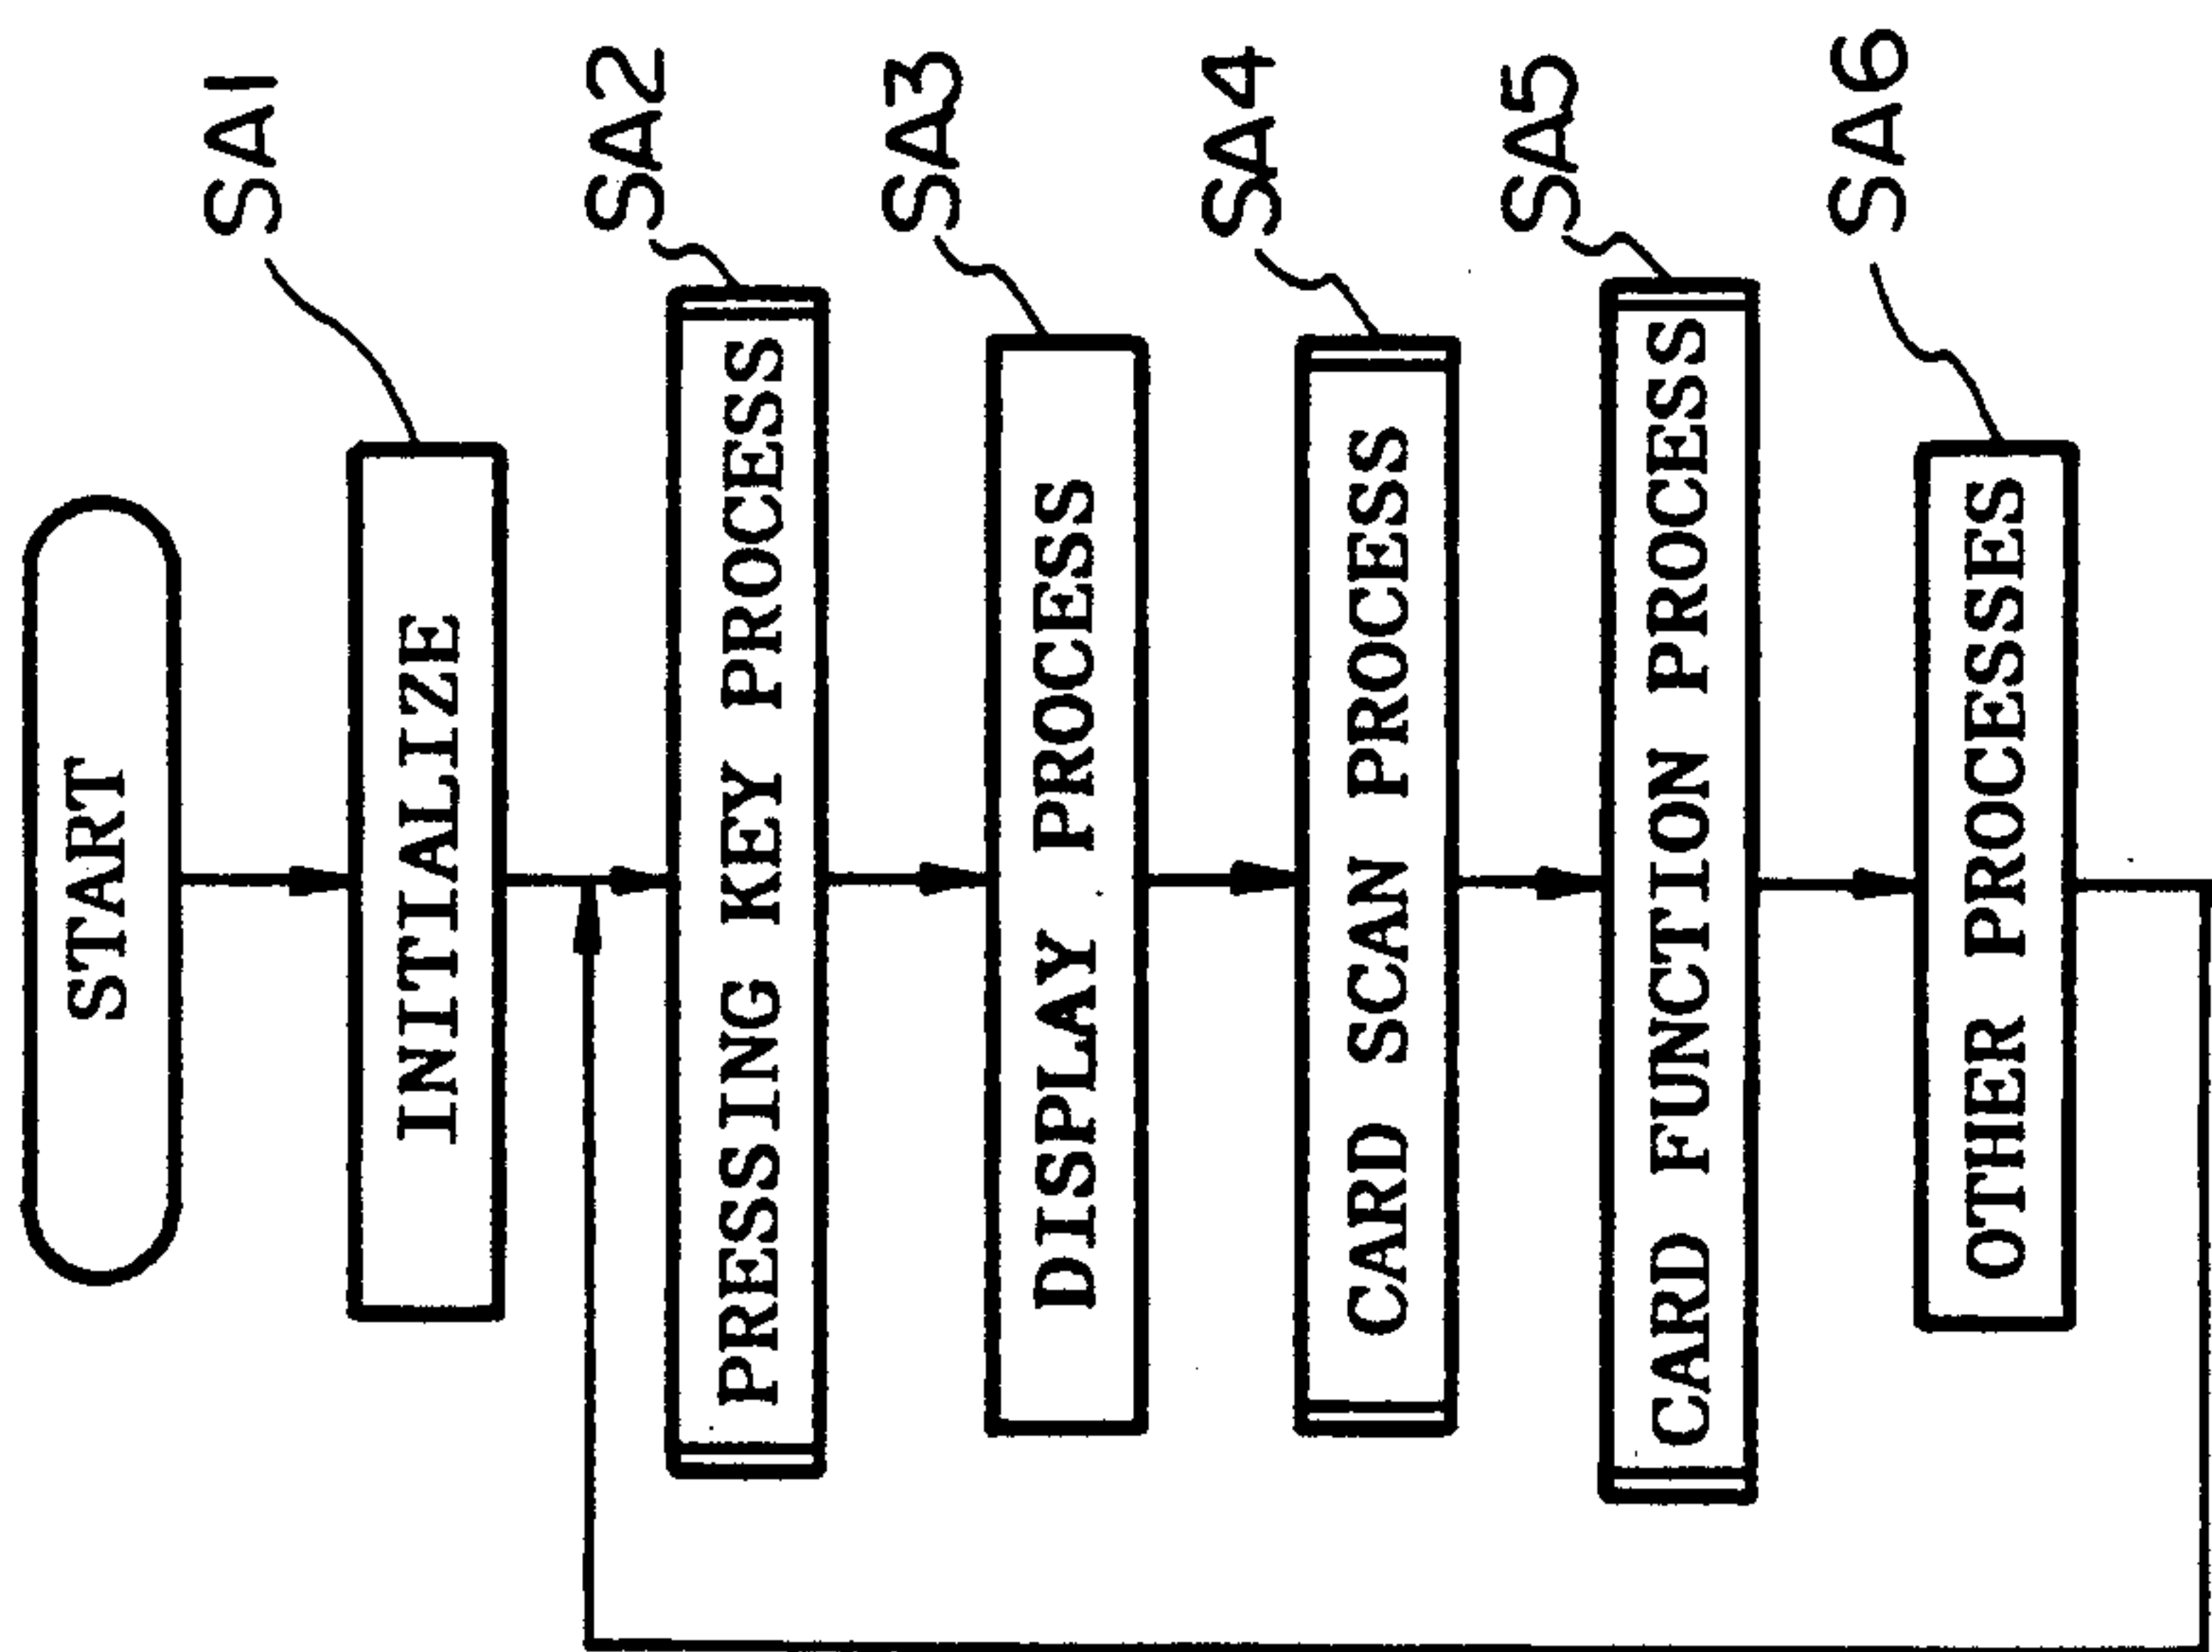 START
INITIALIZE
SA1
PRESSING KEY PROCESS
SA2
DISPLAY PROCESS
SA3
CARD SCAN PROCESS
SA4
CARD FUNCTION PROCESS
SA5
OTHER PROCESSES
SA6